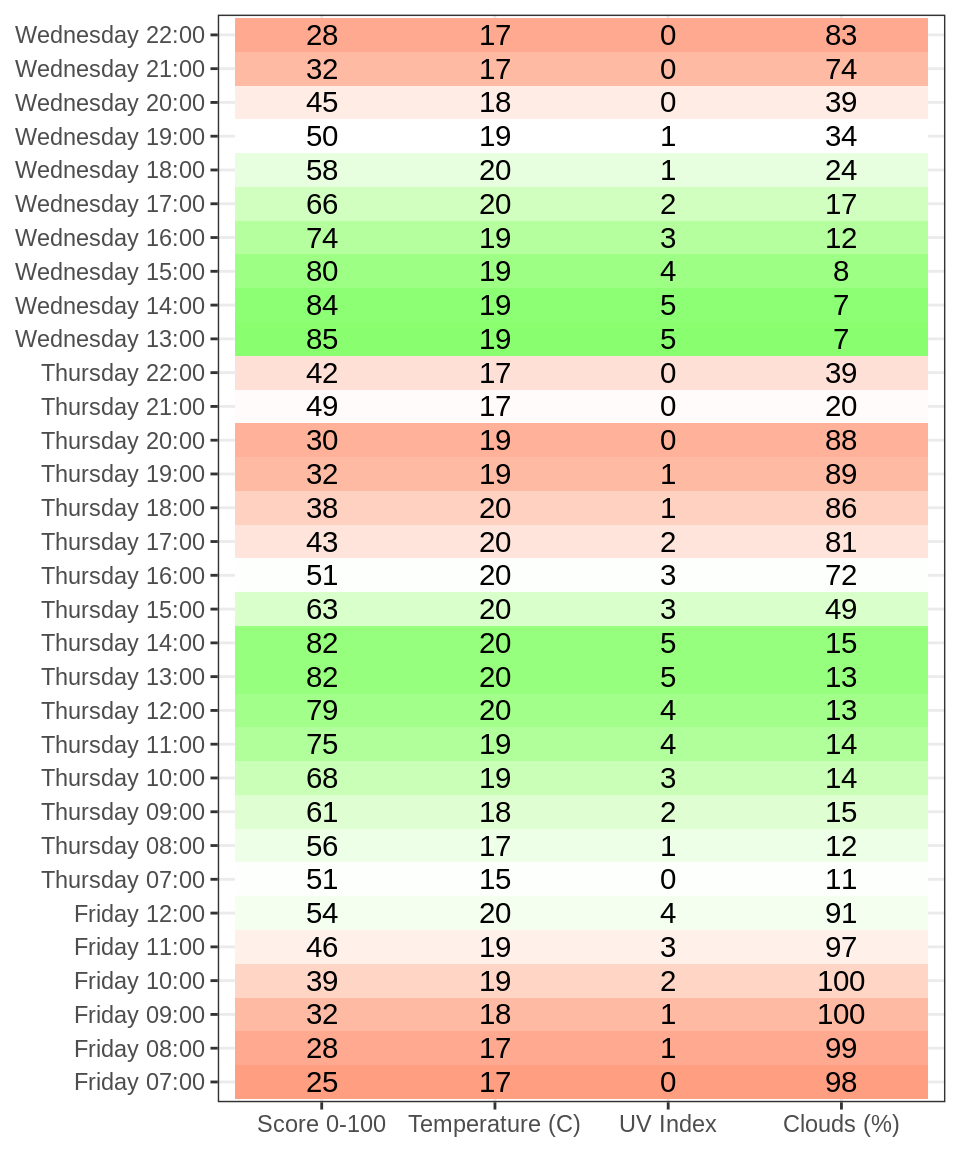 Wednesday 22:00 28 17 0 83
Wednesday 21:00 32 17 0 74
Wednesday 20:00 45 18 0 39
Wednesday 19:00 50 19 1 34
Wednesday 18:00 58 20 1 24
Wednesday 17:00 66 20 2 17
Wednesday 16:00 74 19 3 12
Wednesday 15:00 80 19 4 8
Wednesday 14:00 84 19 5 7
Wednesday 13:00 85 19 5 7
Thursday 22:00 42 17 0 39
Thursday 21:00 49 17 0 20
Thursday 20:00 30 19 0 88
Thursday 19:00 32 19 1 89
Thursday 18:00 38 20 1 86
Thursday 17:00 43 20 2 81
Thursday 16:00 51 20 3 72
Thursday 15:00 63 20 3 49
Thursday 14:00 82 20 5 15
Thursday 13:00 82 20 5 13
Thursday 12:00 79 20 4 13
Thursday 11:00 75 19 4 14
Thursday 10:00 68 19 3 14
Thursday 09:00 61 18 2 15
Thursday 08:00 56 17 1 12
Thursday 07:00 51 15 0 11
Friday 12:00 54 20 4 91
Friday 11:00 46 19 3 97
Friday 10:00 39 19 2 100
Friday 09:00 32 18 1 100
Friday 08:00 28 17 1 99
Friday 07:00 25 17 0 98
Score 0-100 Temperature (C) UV Index Clouds (%)